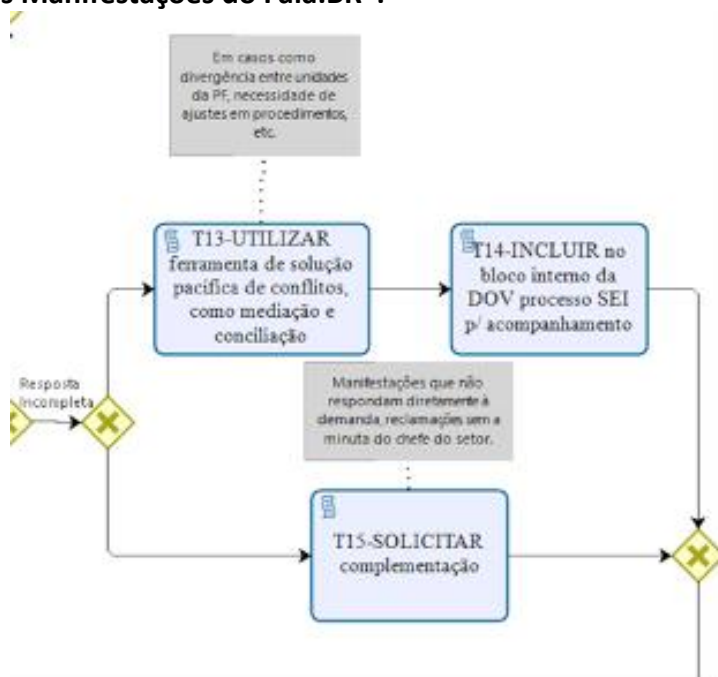 s Manifestações do Fala.BR".
Em casos como
divergência entre unidades
da PF, necessidade de
ajustes em procedimentos,
etc.
T13-UTILIZAR
ferramenta de solução
pacífica de conflitos,
como mediação e
conciliação
T14-INCLUIR no
bloco interno da
DOV processo SEI
p/ acompanhamento
Resposta
Incompleta
Manifestações que não
respondam diretamente à
demanda, reclamações sem a
minuta do chefe do setor.
T15-SOLICITAR
complementação